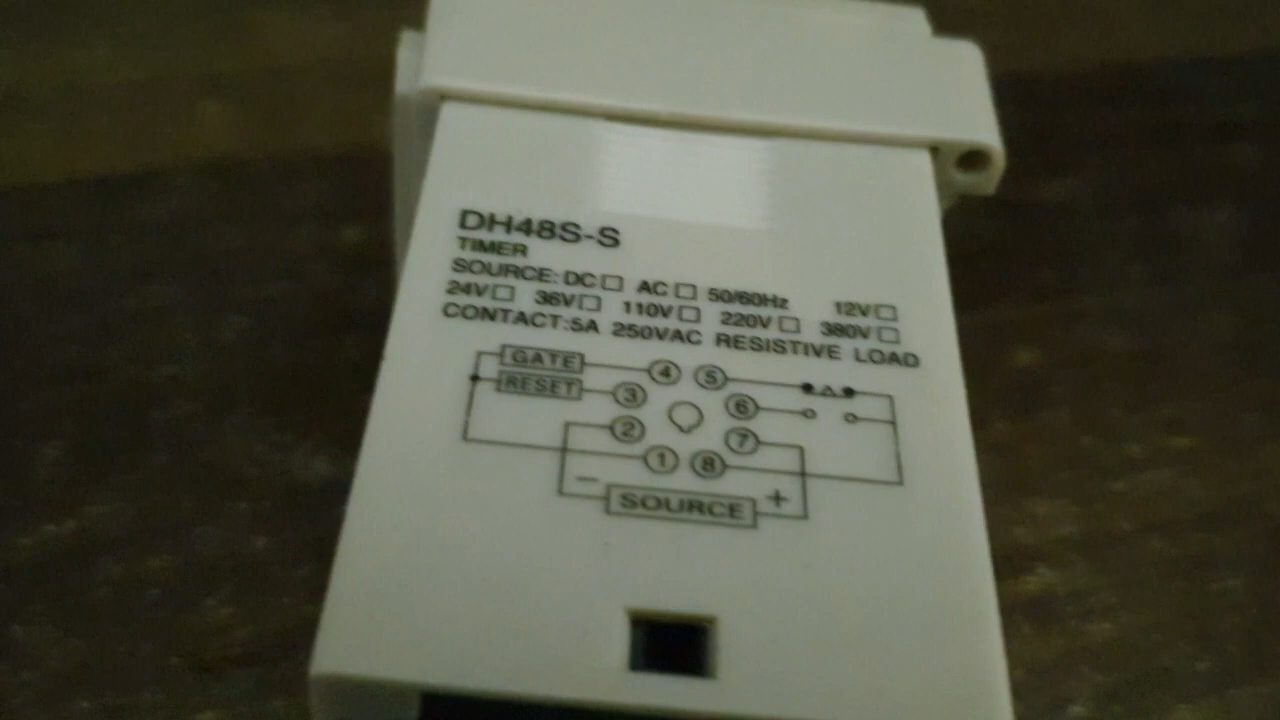 DH48S-S
TIMER
SOURCE: DC□ AC□ 50/60Hz 12V□
24V□ 36V□ 110V□ 220V□ 380V□
CONTACT:5A 250VAC RESISTIVE LOAD
GATE 4 5
RESET 3 6
2 7
1 8
− SOURCE +